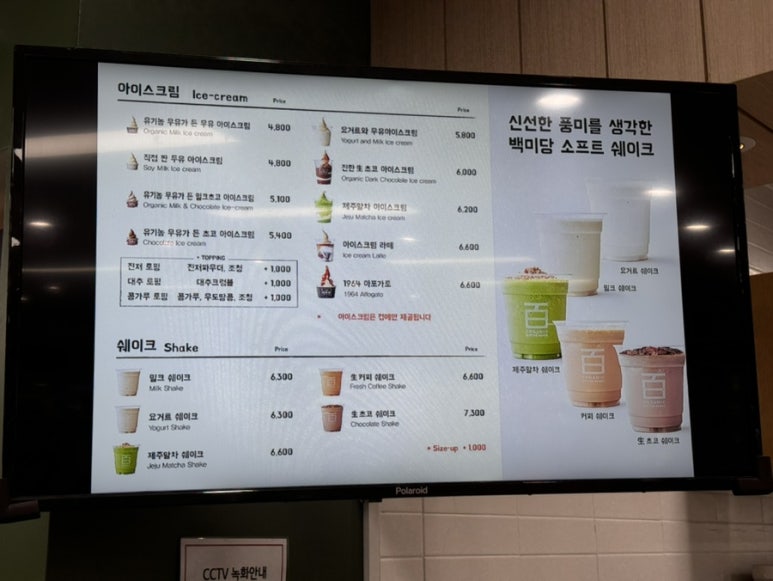 아이스크림 Ice-cream
Price
유기농 우유가 든 우유 아이스크림 4,800
Organic Milk Ice cream
직접 짠 두유 아이스크림 4,800
Soy Milk Ice cream
유기농 우유가 든 밀크초코 아이스크림 5,100
Organic Milk & Chocolate Ice-cream
유기농 우유가 든 초코 아이스크림 5,400
Chocolate Ice cream
• TOPPING
진저 토핑 진저파우더, 조청 +1,000
대추 토핑 대추크럼블 +1,000
콩가루 토핑 콩가루, 우도땅콩, 조청 +1,000
Price
요거트와 우유아이스크림 5,800
Yogurt and Milk Ice cream
진한 生 초코 아이스크림 6,000
Organic Dark Chocolate Ice cream
제주말차 아이스크림 6,200
Jeju Matcha Ice cream
아이스크림 라떼 6,600
Ice cream Latte
1964 아포가토 6,600
1964 Affogato
* 아이스크림은 컵에만 제공됩니다
쉐이크 Shake
Price
밀크 쉐이크 6,300
Milk Shake
요거트 쉐이크 6,300
Yogurt Shake
제주말차 쉐이크 6,600
Jeju Matcha Shake
Price
生 커피 쉐이크 6,600
Fresh Coffee Shake
生 초코 쉐이크 7,300
Chocolate Shake
* Size-up +1,000
신선한 풍미를 생각한
백미당 소프트 쉐이크
요거트 쉐이크
밀크 쉐이크
百
제주말차 쉐이크
百
커피 쉐이크
百
生 초코 쉐이크
Polaroid
CCTV 녹화안내